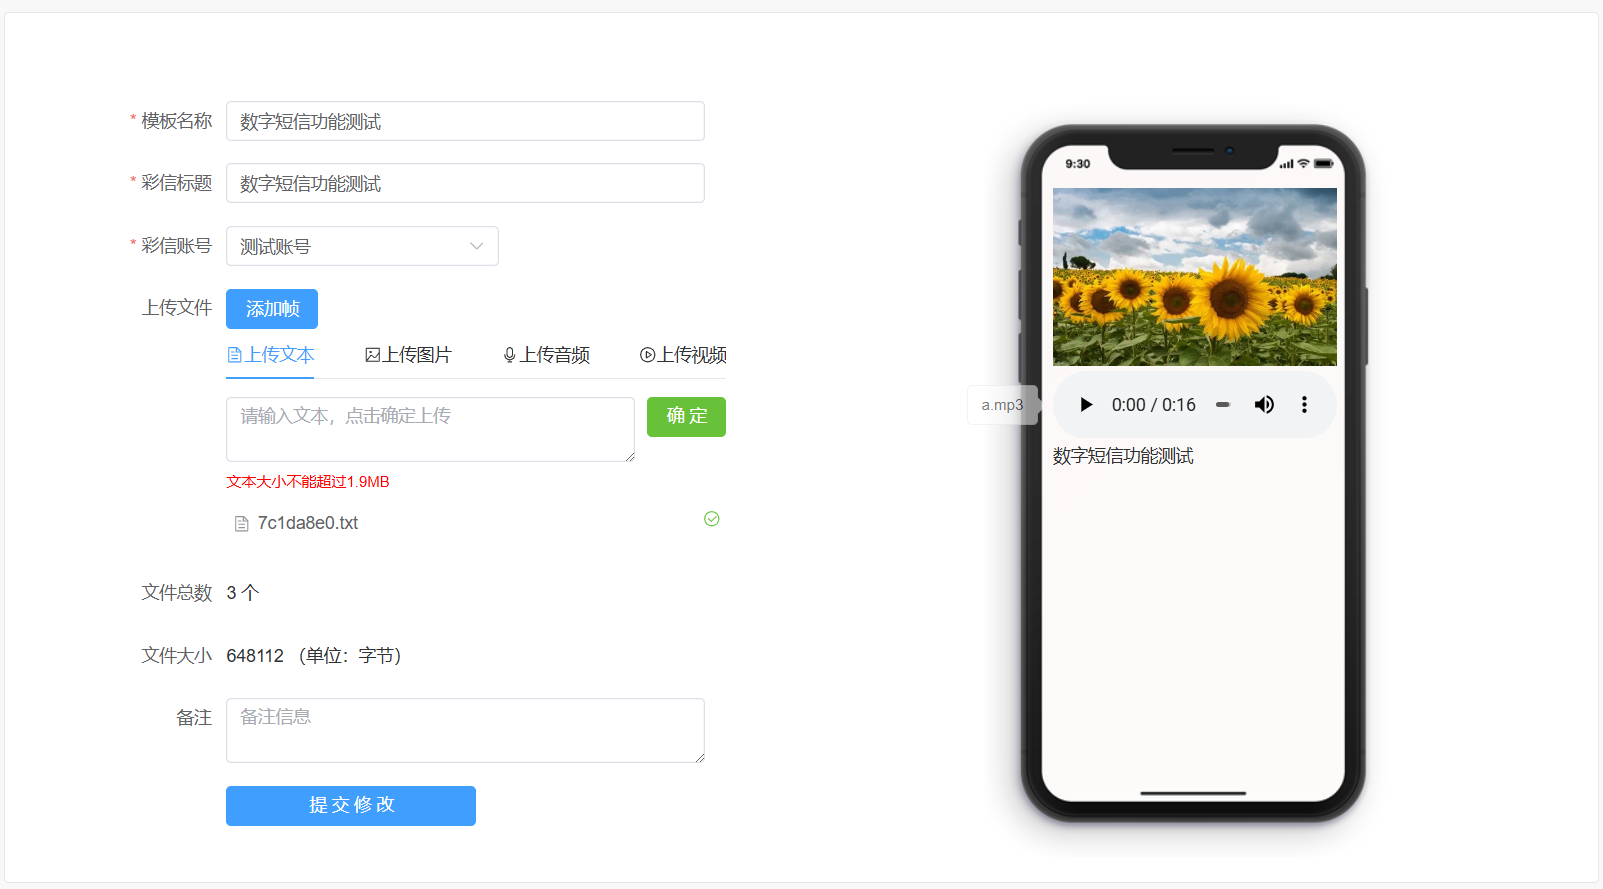 * 模板名称 数字短信功能测试
* 彩信标题 数字短信功能测试
* 彩信账号 测试账号
上传文件 添加帧
上传文本 上传图片 上传音频 上传视频
请输入文本，点击确定上传 确 定
文本大小不能超过1.9MB
7c1da8e0.txt
文件总数 3 个
文件大小 648112 （单位：字节）
备注 备注信息
提 交 修 改
9:30
a.mp3
0:00 / 0:16
数字短信功能测试